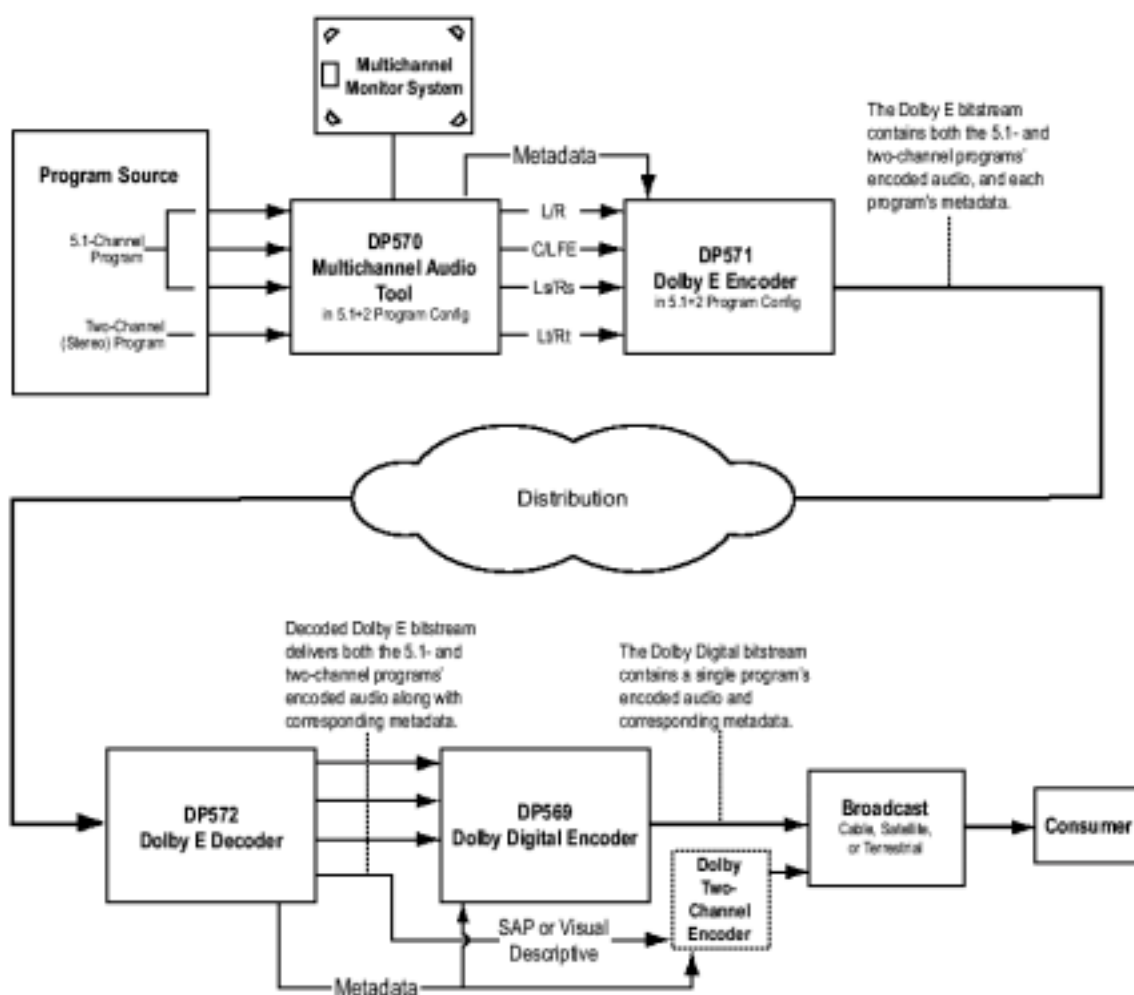 Multichannel
Monitor System
The Dolby E bitstream
contains both the 5.1- and
two-channel programs'
encoded audio, and each
program's metadata.
Metadata
Program Source
5.1-Channel
Program
Two-Channel
(Stereo) Program
DP570
Multichannel Audio
Tool
in 5.1+2 Program Config
L/R
C/LFE
Ls/Rs
Lt/Rt
DP571
Dolby E Encoder
in 5.1+2 Program Config
Distribution
Decoded Dolby E bitstream
delivers both the 5.1- and
two-channel programs'
encoded audio along with
corresponding metadata.
The Dolby Digital bitstream
contains a single program's
encoded audio and
corresponding metadata.
DP572
Dolby E Decoder
DP569
Dolby Digital Encoder
Broadcast
Cable, Satellite,
or Terrestrial
Consumer
Dolby
Two-
Channel
Encoder
SAP or Visual
Descriptive
Metadata